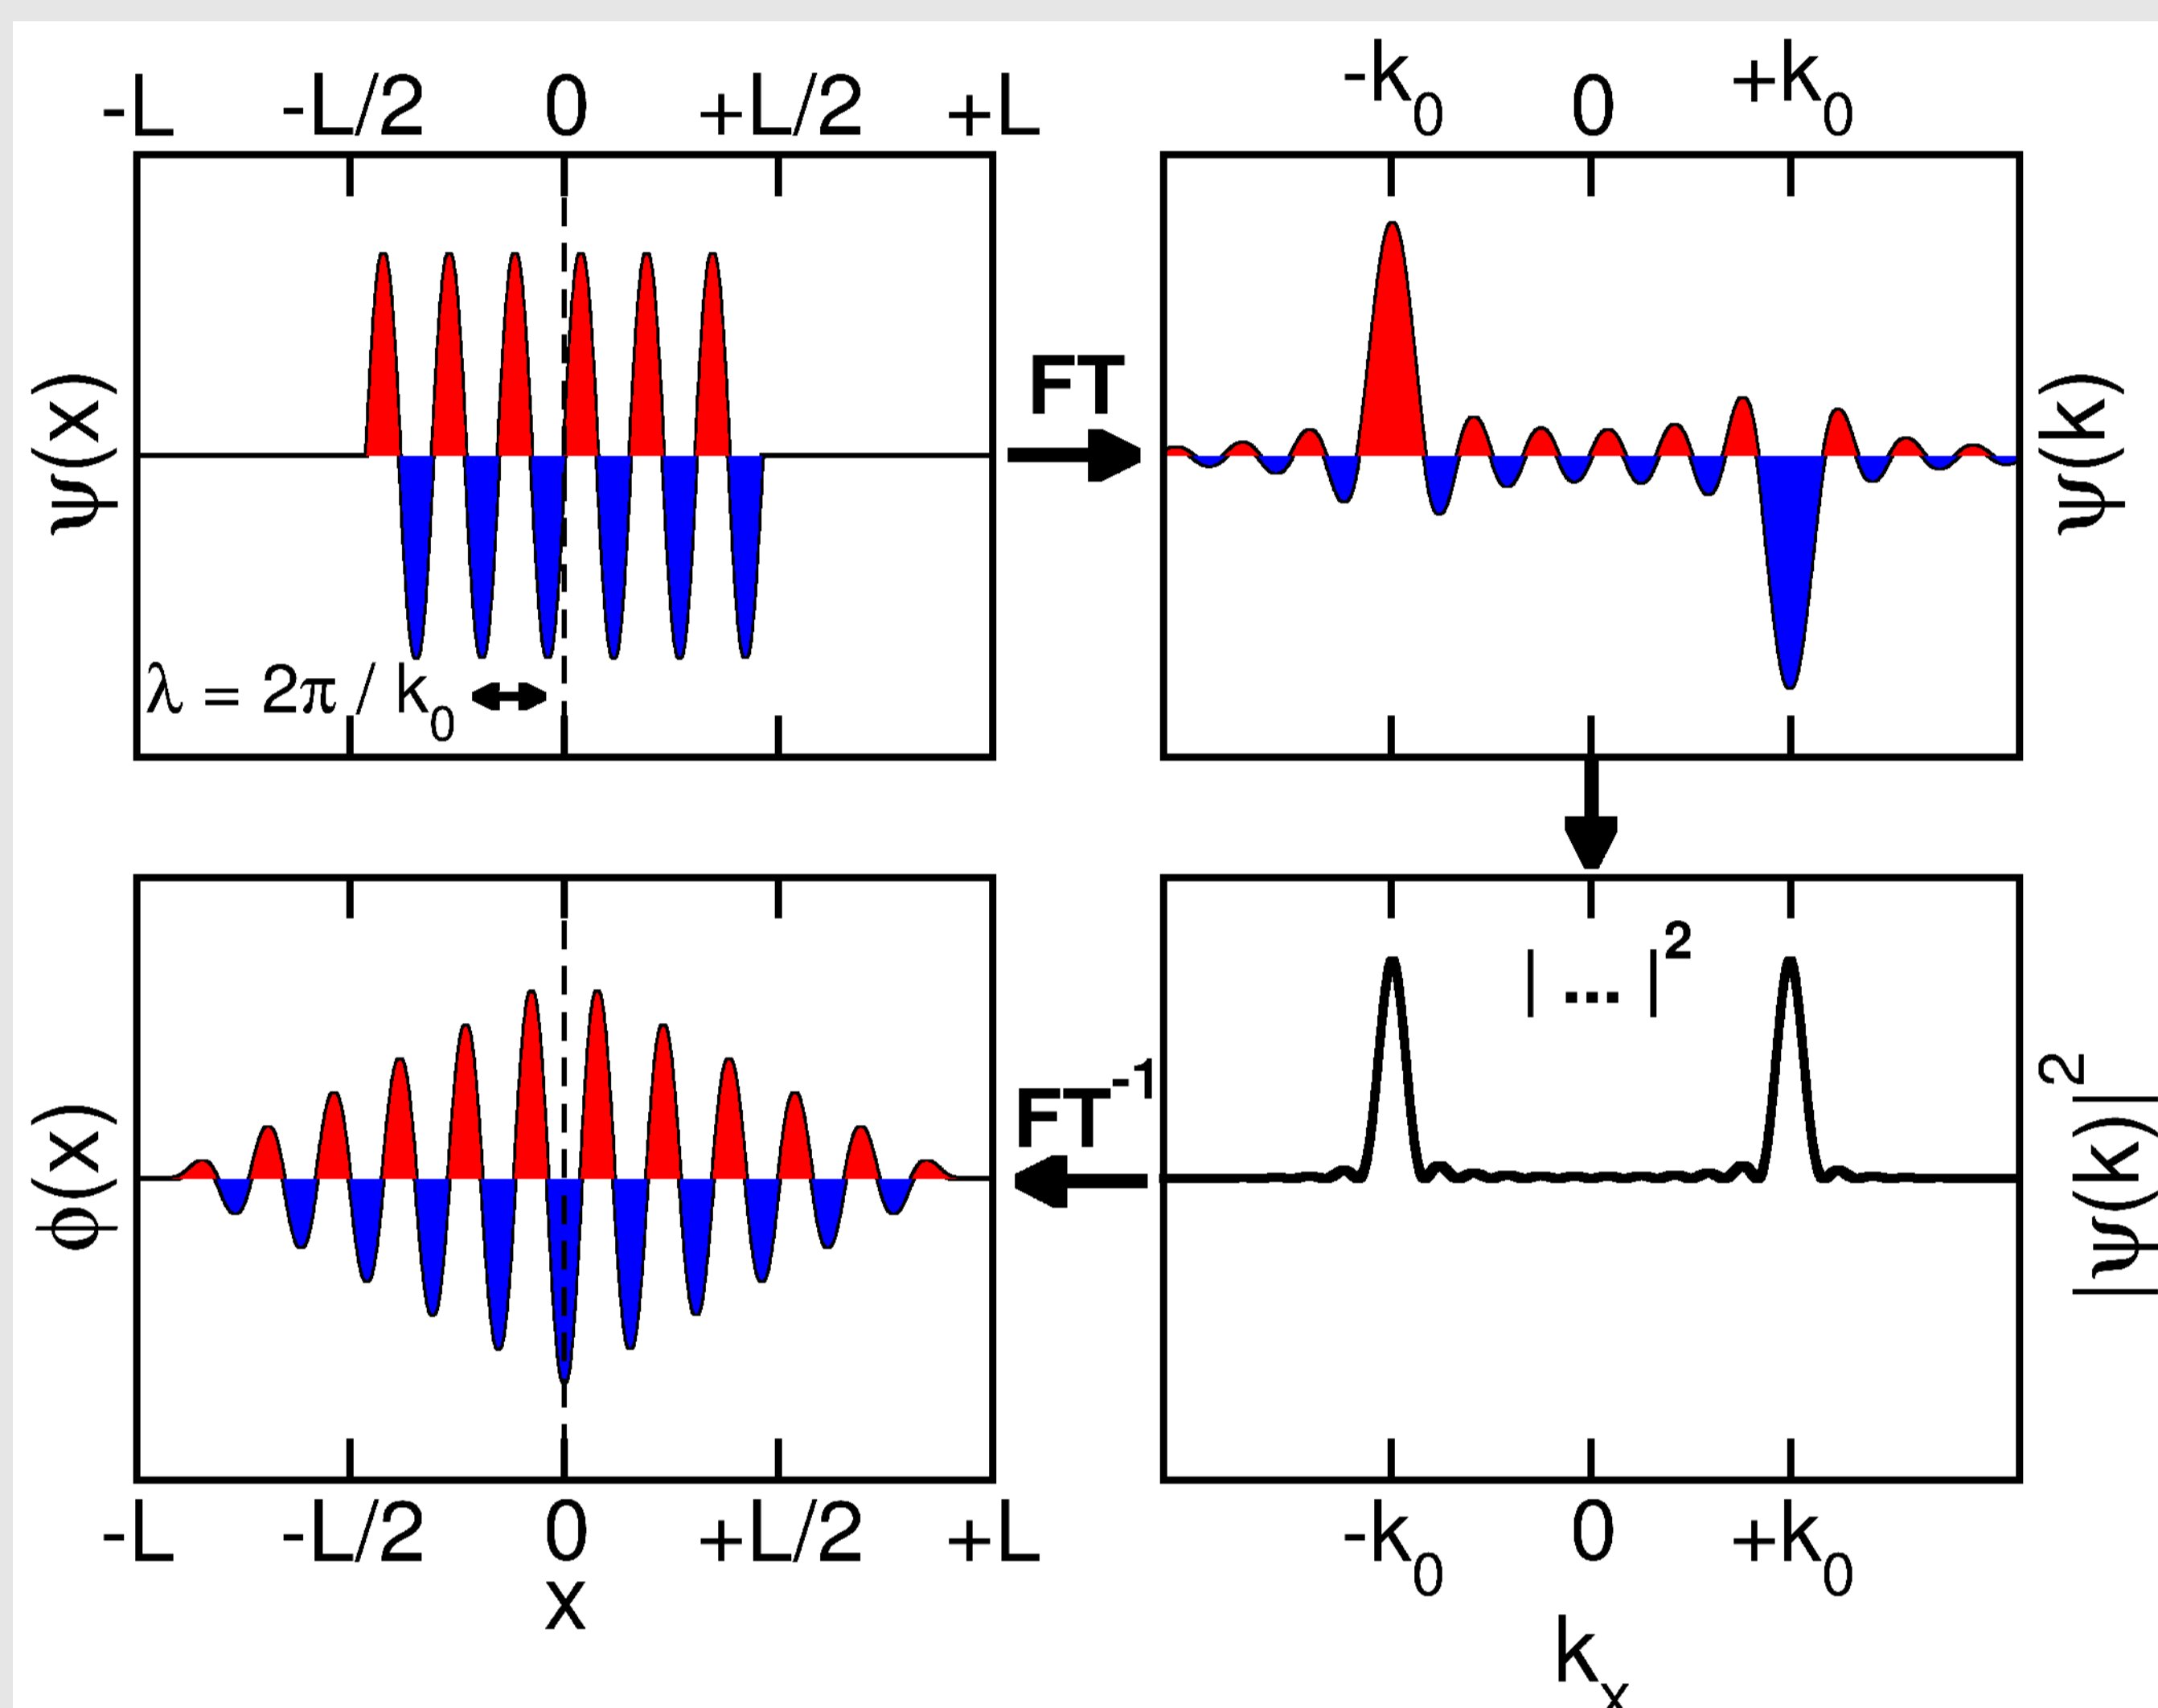 -L -L/2 0 +L/2 +L
-k₀ 0 +k₀
ψ(x)
λ = 2π / k₀
FT
ψ(k)
| ... |²
FT⁻¹
φ(x)
|ψ(k)|²
-L -L/2 0 +L/2 +L
x
-k₀ 0 +k₀
kₓ